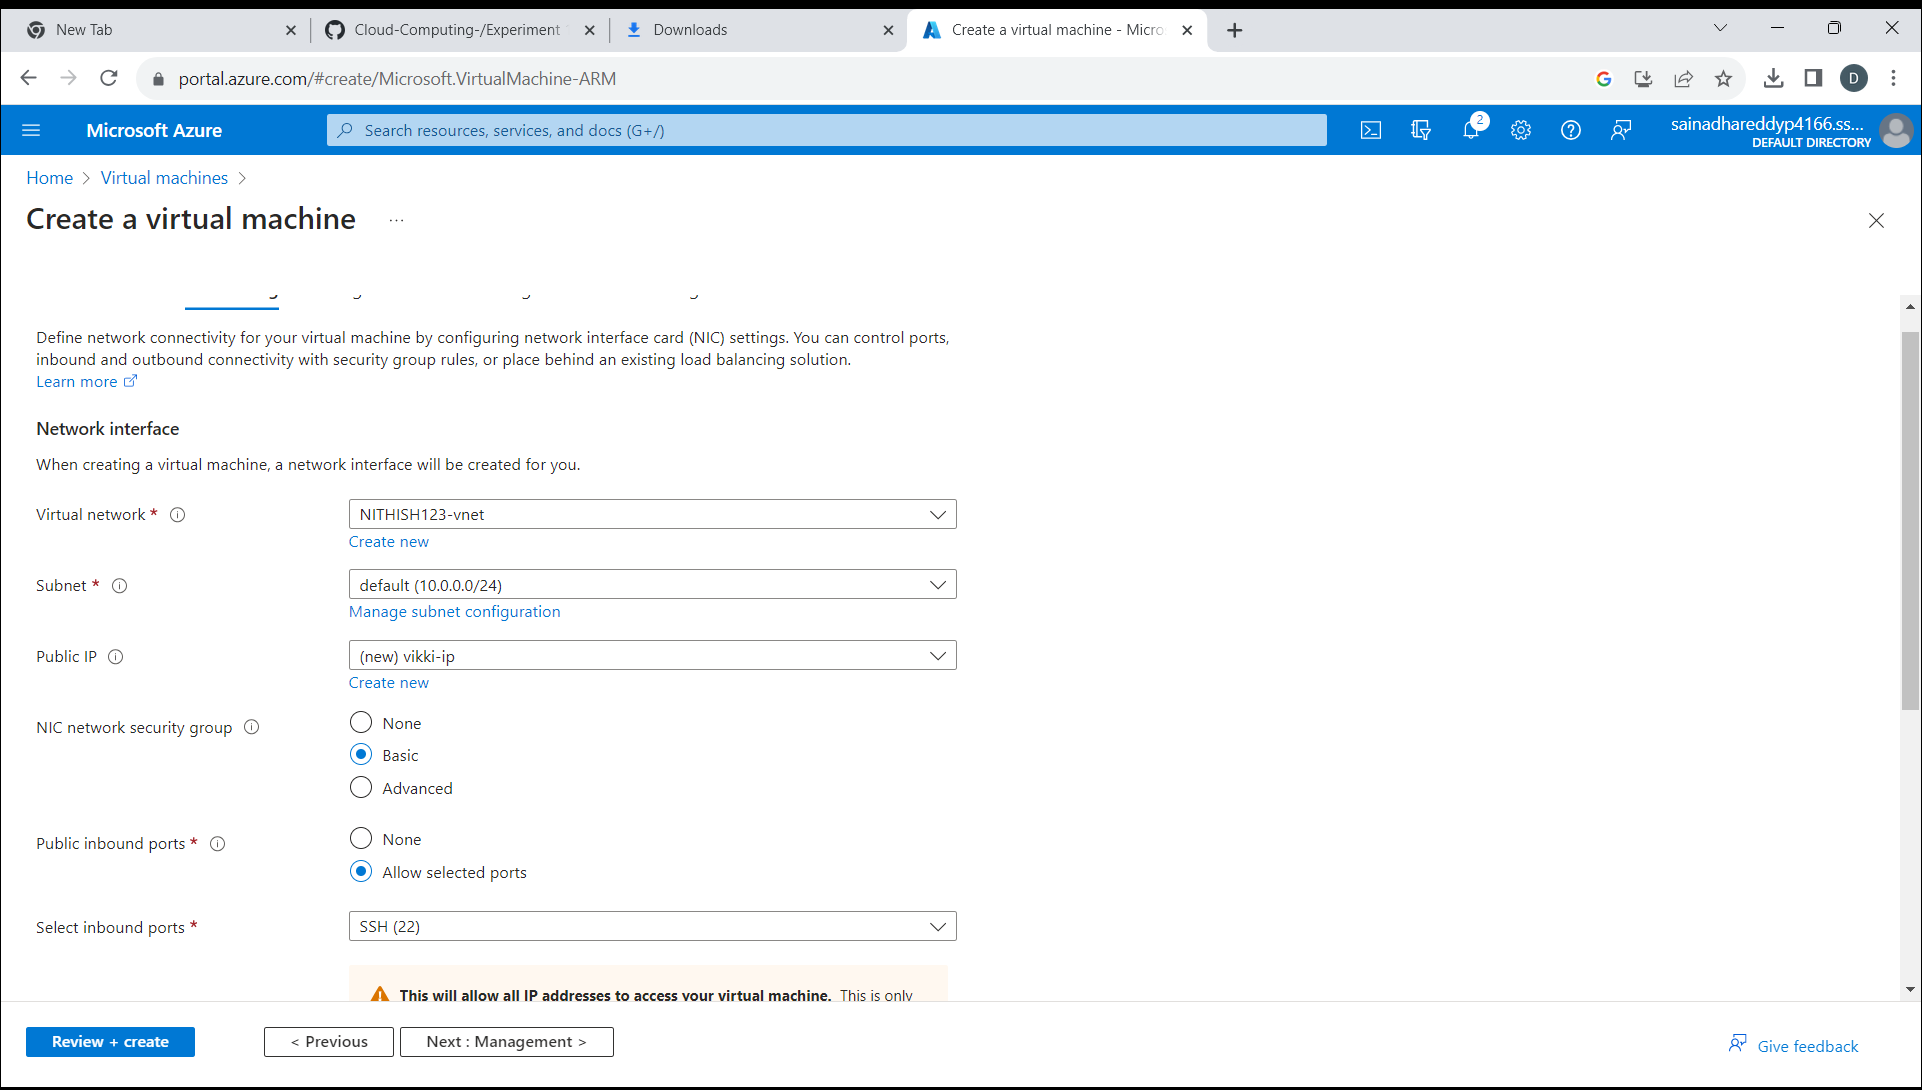 New Tab
Cloud-Computing-/Experiment
Downloads
Create a virtual machine - Micro
portal.azure.com/#create/Microsoft.VirtualMachine-ARM
D
Microsoft Azure
Search resources, services, and docs (G+/)
2
sainadhareddyp4166.ss...
DEFAULT DIRECTORY
Home > Virtual machines >
Create a virtual machine ...
Define network connectivity for your virtual machine by configuring network interface card (NIC) settings. You can control ports,
inbound and outbound connectivity with security group rules, or place behind an existing load balancing solution.
Learn more
Network interface
When creating a virtual machine, a network interface will be created for you.
Virtual network *
NITHISH123-vnet
Create new
Subnet *
default (10.0.0.0/24)
Manage subnet configuration
Public IP
(new) vikki-ip
Create new
NIC network security group
None
Basic
Advanced
Public inbound ports *
None
Allow selected ports
Select inbound ports *
SSH (22)
This will allow all IP addresses to access your virtual machine. This is only
Review + create
< Previous
Next : Management >
Give feedback